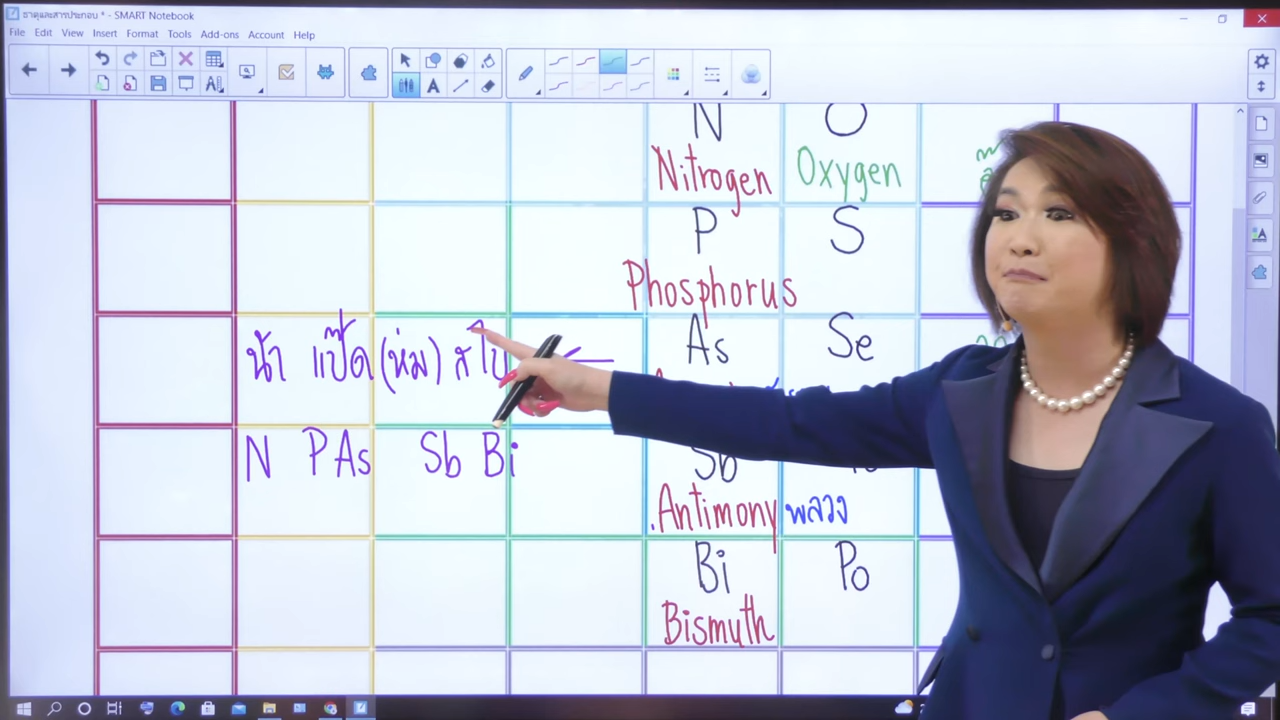 ธาตุและสารประกอบ * - SMART Notebook
File Edit View Insert Format Tools Add-ons Account Help
N O
Nitrogen Oxygen
P S
Phosphorus
As Se
น้า แป๊ด (ห่ม) สไบ
Sb
N P As Sb Bi
Antimony พลวง
Bi Po
Bismuth